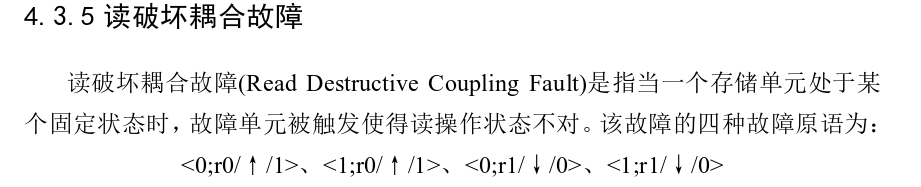 4.3.5 读破坏耦合故障
读破坏耦合故障(Read Destructive Coupling Fault)是指当一个存储单元处于某
个固定状态时，故障单元被触发使得读操作状态不对。该故障的四种故障原语为：
<0;r0/↑/1>、<1;r0/↑/1>、<0;r1/↓/0>、<1;r1/↓/0>